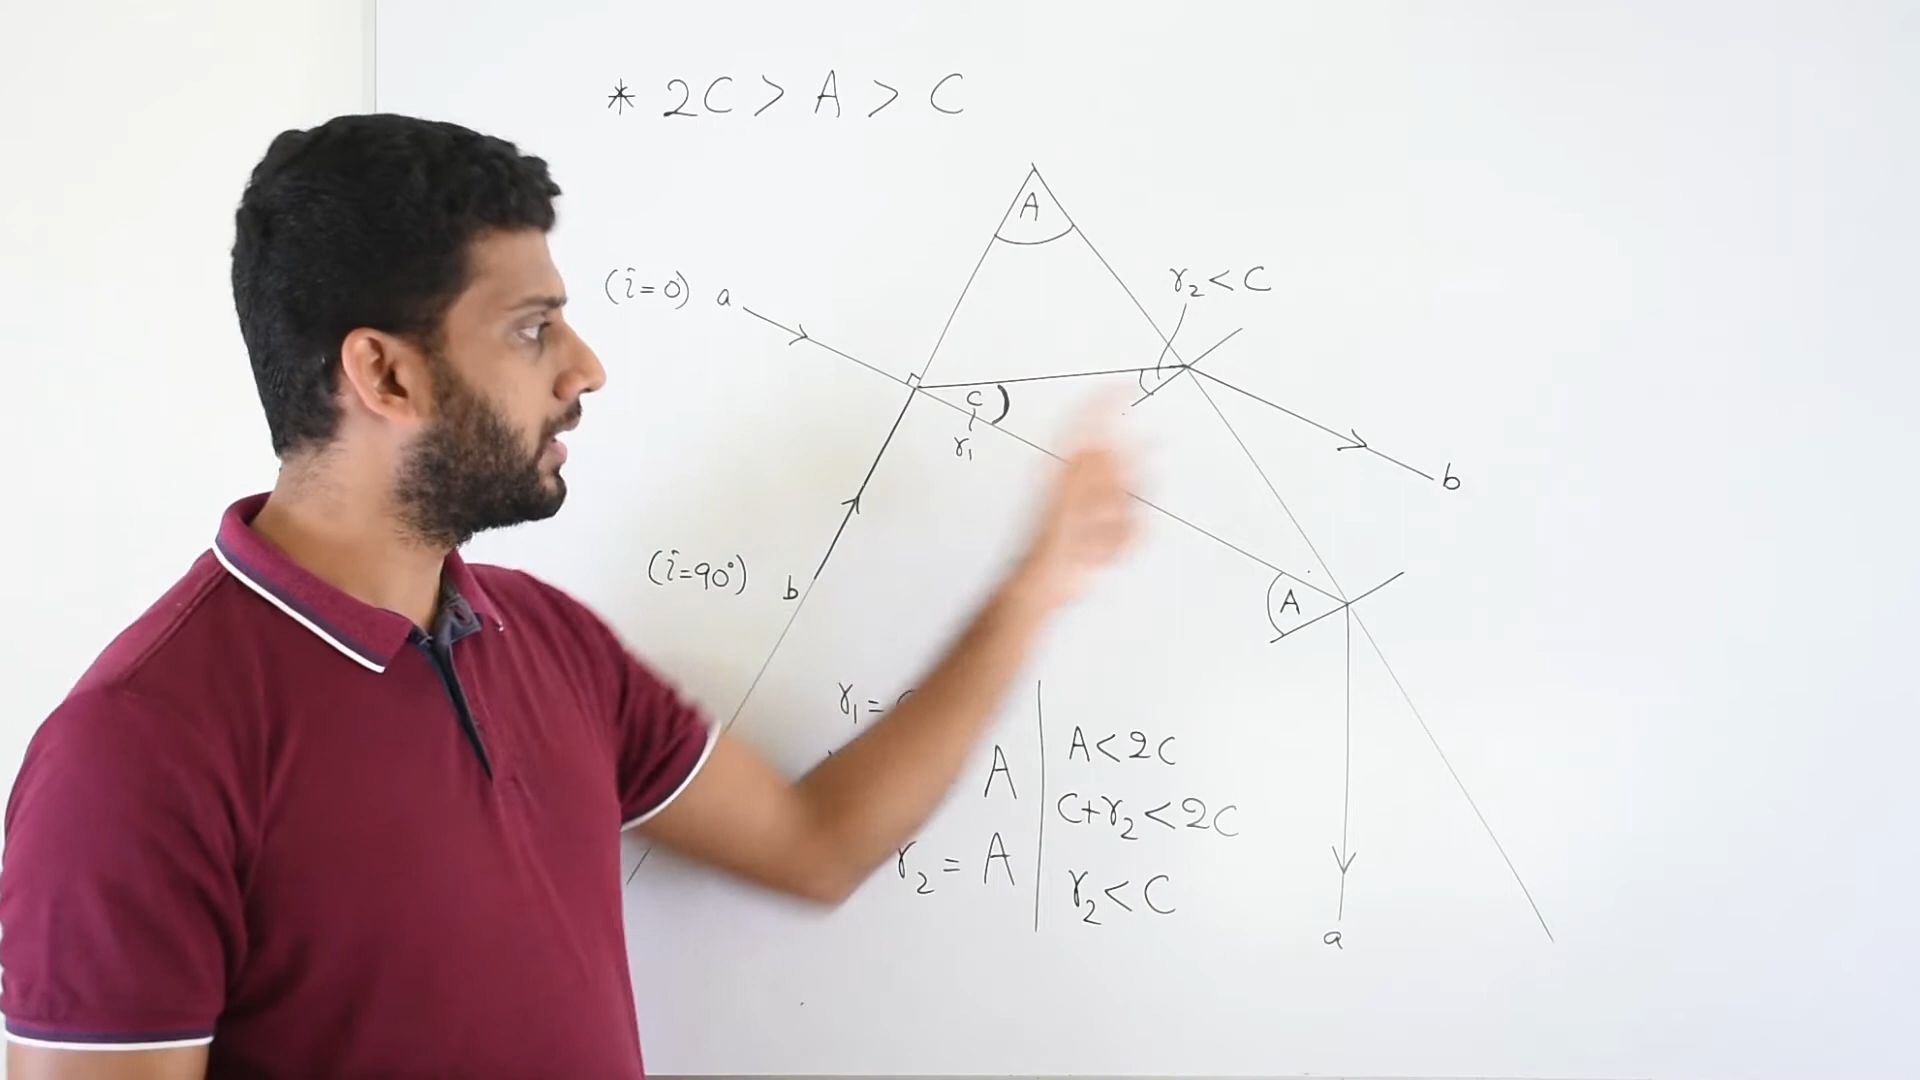 * 2C > A > C
A
r₂ < C
(i=0) a
C
r₁
b
(i=90°) b
A
r₁ =
A
r₂ = A
A < 2C
C + r₂ < 2C
r₂ < C
a